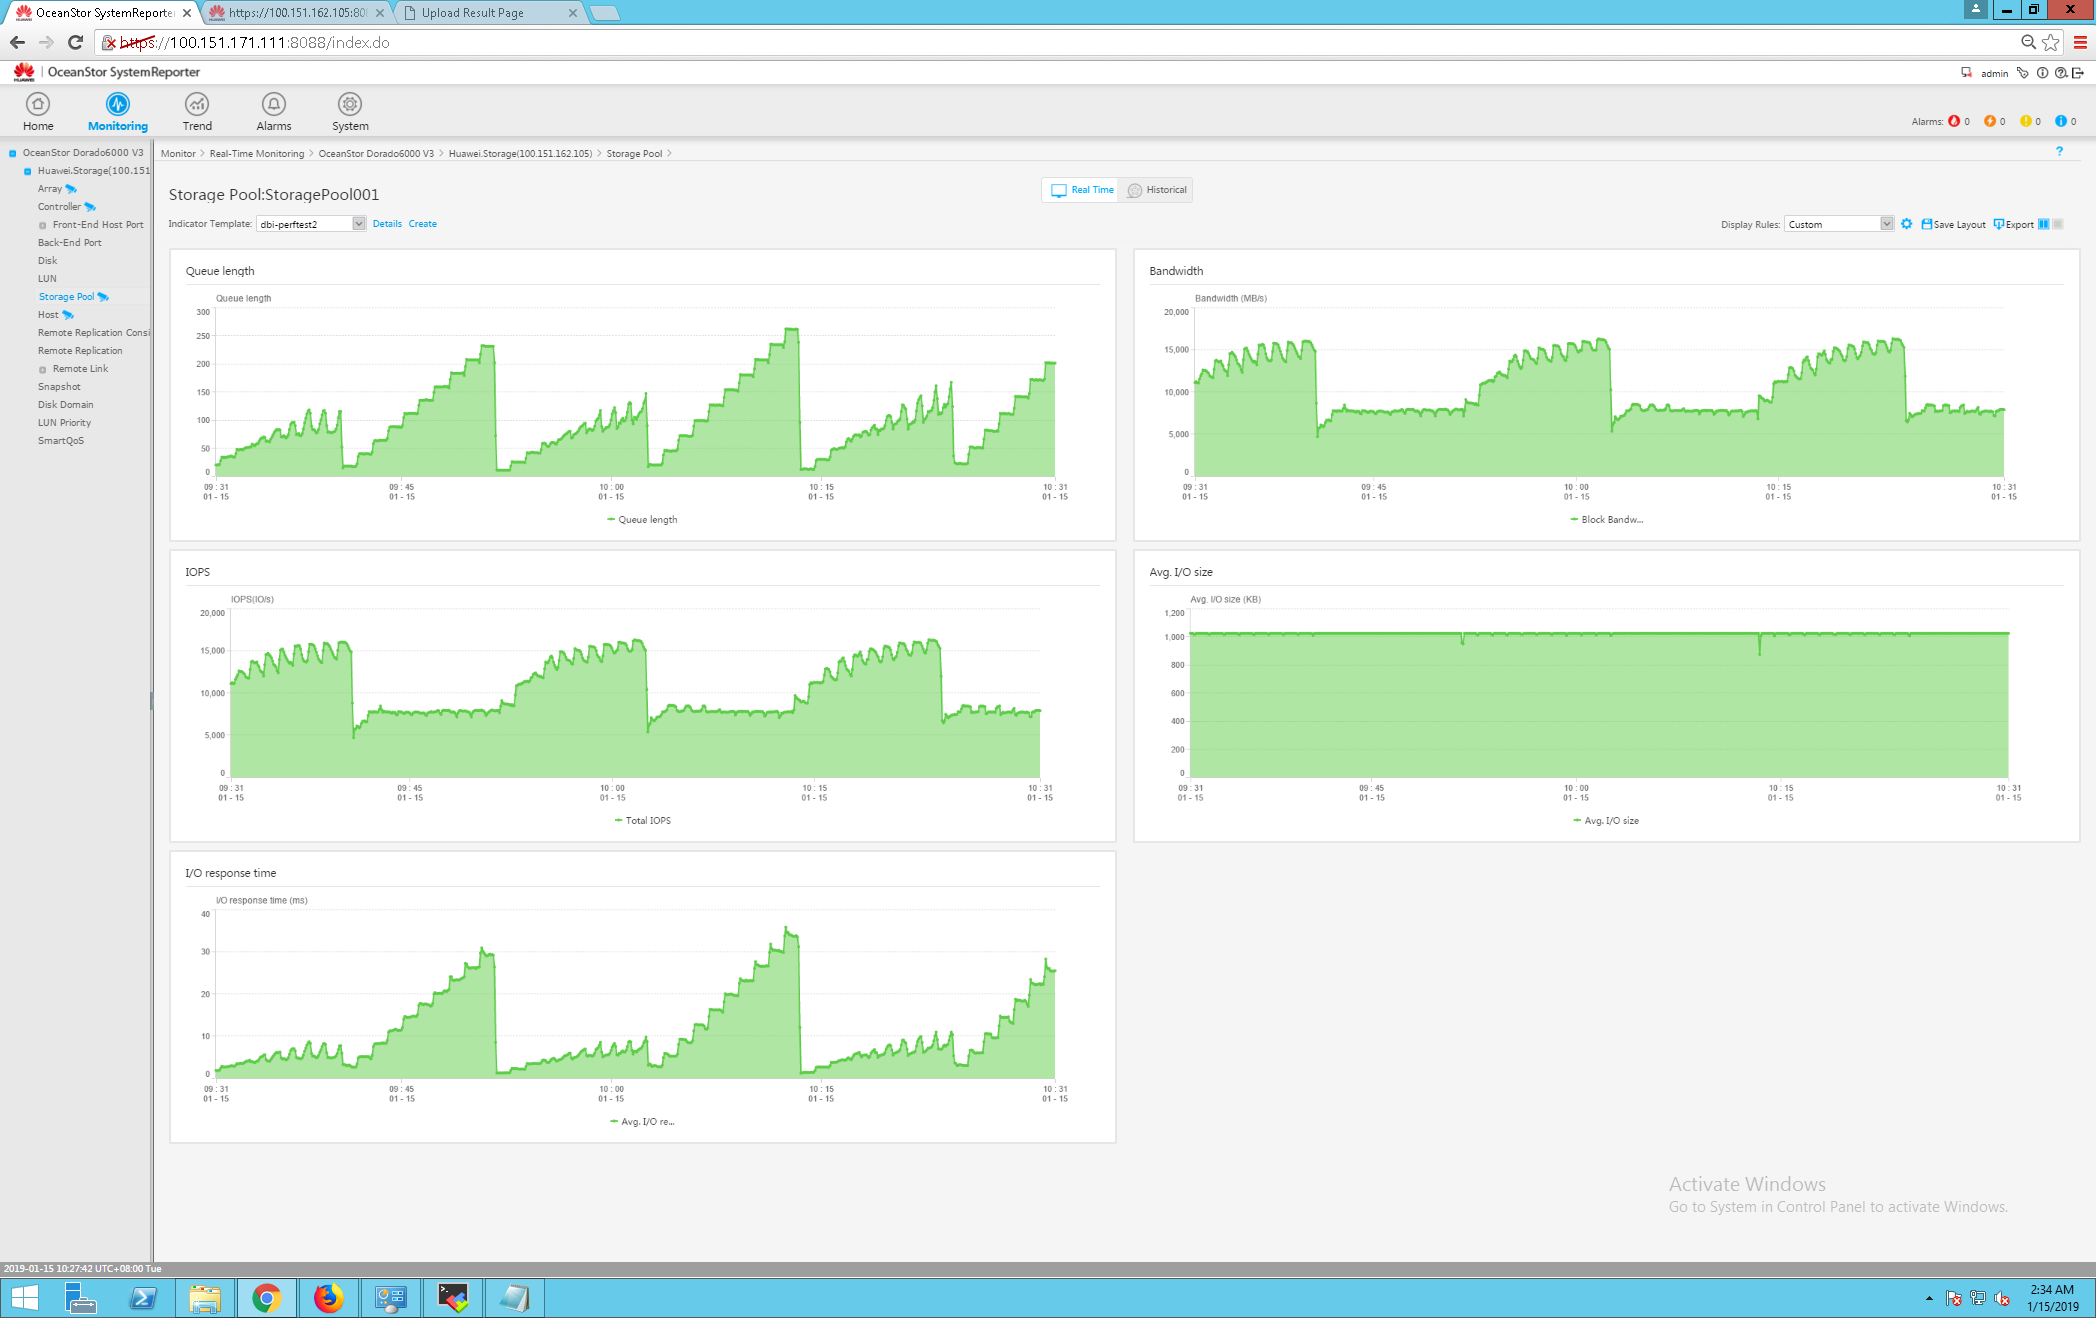 OceanStor SystemReporter
https://100.151.162.105:80
Upload Result Page
https://100.151.171.111:8088/index.do
HUAWEI | OceanStor SystemReporter
admin
Home
Monitoring
Trend
Alarms
System
Alarms: 0 0 0 0
OceanStor Dorado6000 V3
Huawei.Storage(100.151
Array
Controller
Front-End Host Port
Back-End Port
Disk
LUN
Storage Pool
Host
Remote Replication Consi
Remote Replication
Remote Link
Snapshot
Disk Domain
LUN Priority
SmartQoS
Monitor > Real-Time Monitoring > OceanStor Dorado6000 V3 > Huawei.Storage(100.151.162.105) > Storage Pool >
?
Storage Pool:StoragePool001
Real Time
Historical
Indicator Template: dbi-perftest2 Details Create
Display Rules: Custom Save Layout Export
Queue length
Queue length
300
250
200
150
100
50
0
09 : 31 09 : 45 10 : 00 10 : 15 10 : 31
01 - 15 01 - 15 01 - 15 01 - 15 01 - 15
Queue length
Bandwidth
Bandwidth (MB/s)
20,000
15,000
10,000
5,000
0
09 : 31 09 : 45 10 : 00 10 : 15 10 : 31
01 - 15 01 - 15 01 - 15 01 - 15 01 - 15
Block Bandw...
IOPS
IOPS(IO/s)
20,000
15,000
10,000
5,000
0
09 : 31 09 : 45 10 : 00 10 : 15 10 : 31
01 - 15 01 - 15 01 - 15 01 - 15 01 - 15
Total IOPS
Avg. I/O size
Avg. I/O size (KB)
1,200
1,000
800
600
400
200
0
09 : 31 09 : 45 10 : 00 10 : 15 10 : 31
01 - 15 01 - 15 01 - 15 01 - 15 01 - 15
Avg. I/O size
I/O response time
I/O response time (ms)
40
30
20
10
0
09 : 31 09 : 45 10 : 00 10 : 15 10 : 31
01 - 15 01 - 15 01 - 15 01 - 15 01 - 15
Avg. I/O re...
Activate Windows
Go to System in Control Panel to activate Windows.
2019-01-15 10:27:42 UTC+08:00 Tue
2:34 AM
1/15/2019